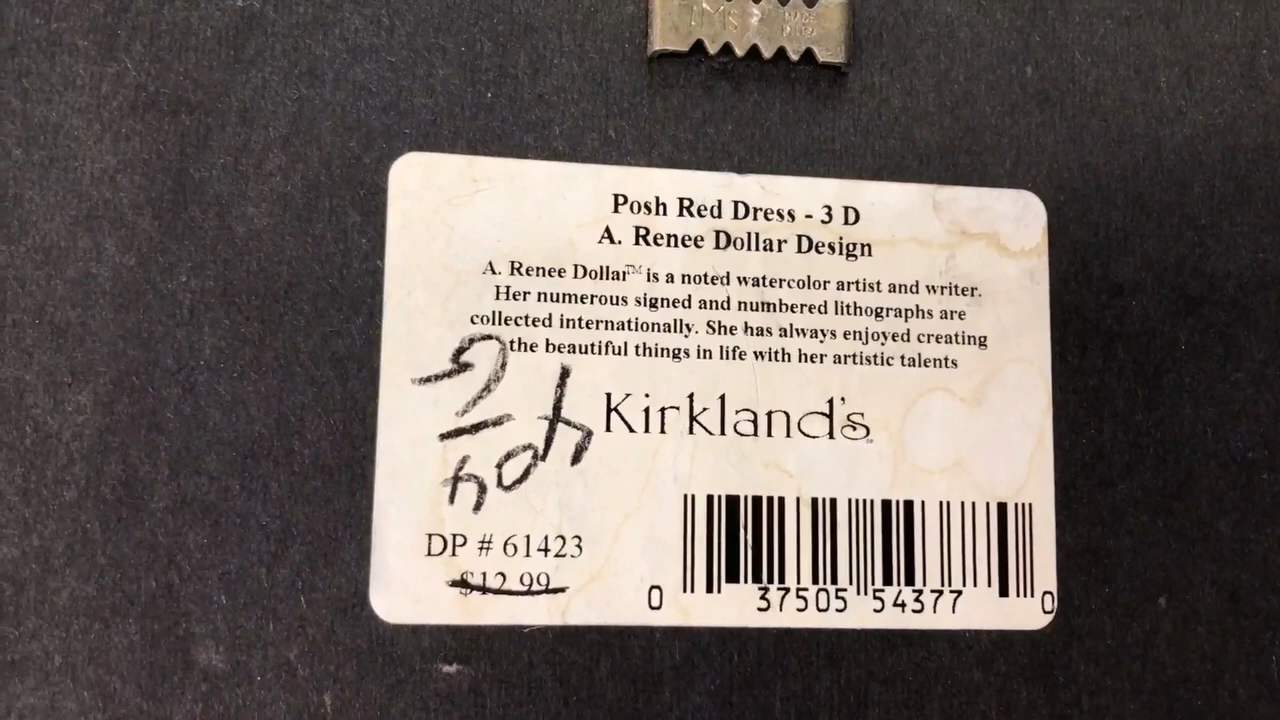 Posh Red Dress - 3 D
A. Renee Dollar Design
A. Renee Dollar™ is a noted watercolor artist and writer.
Her numerous signed and numbered lithographs are
collected internationally. She has always enjoyed creating
the beautiful things in life with her artistic talents
Kirkland's
DP # 61423
$12.99
0 37505 54377 0